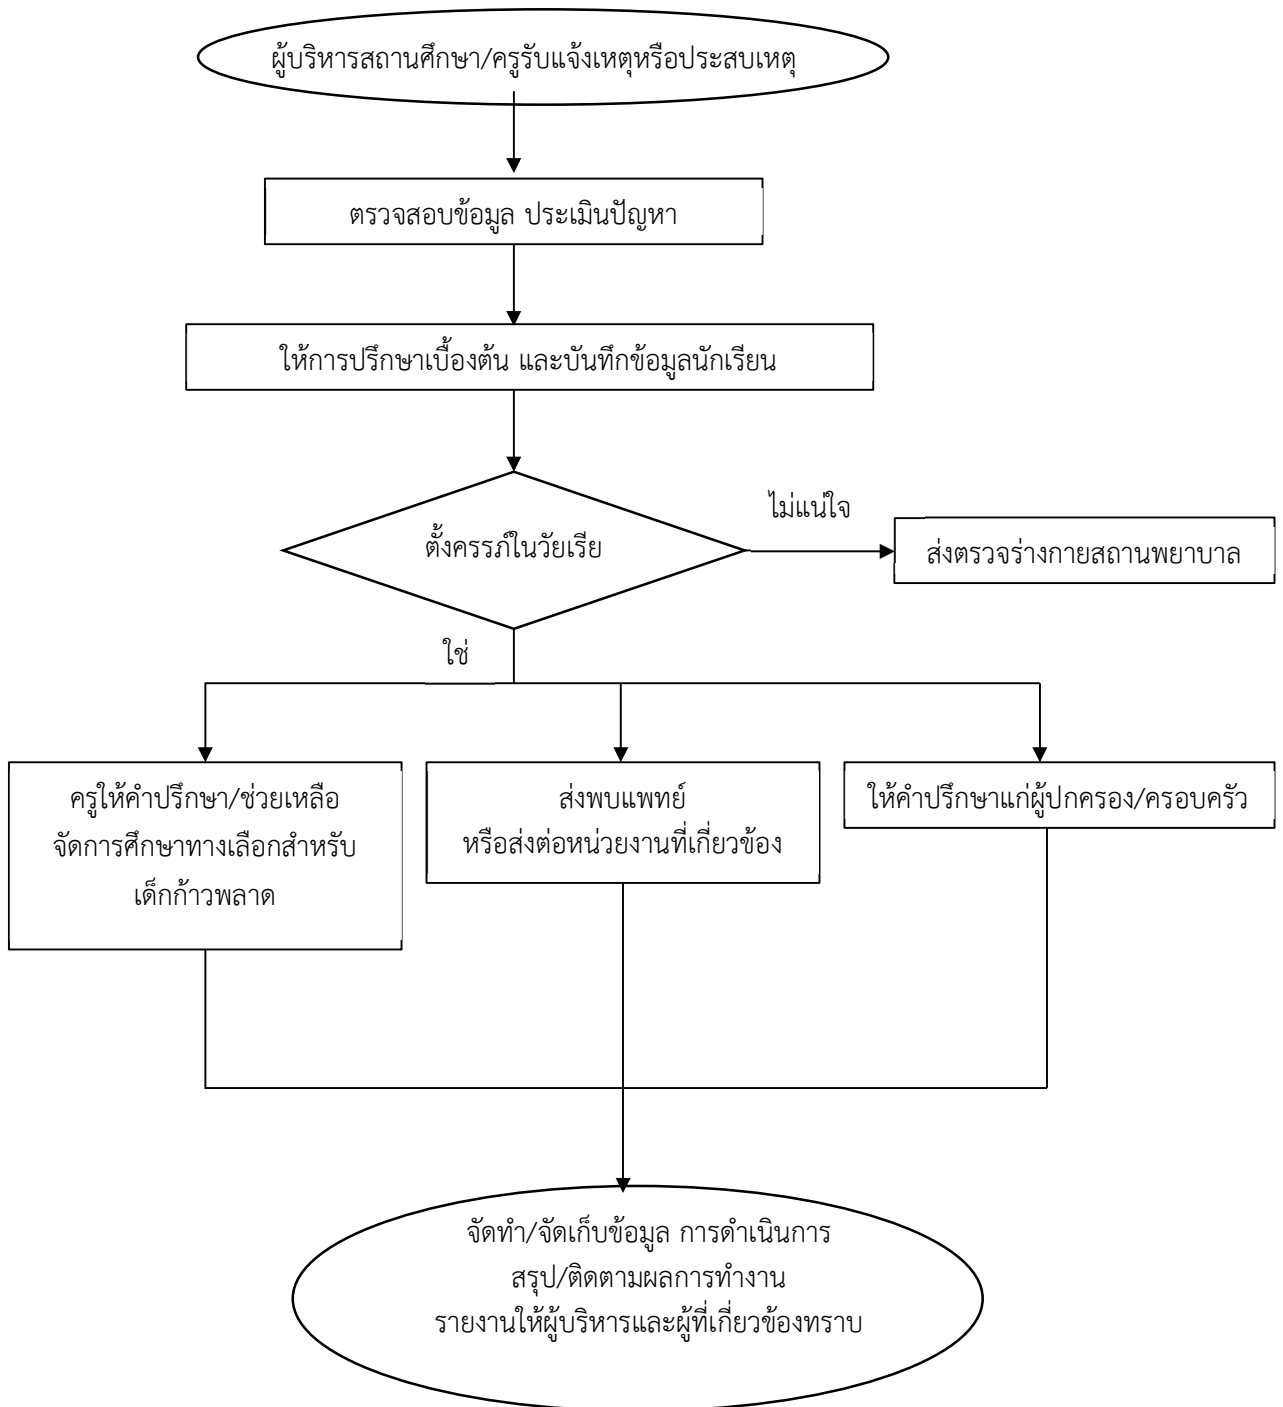 ผู้บริหารสถานศึกษา/ครูรับแจ้งเหตุหรือประสบเหตุ
ตรวจสอบข้อมูล ประเมินปัญหา
ให้การปรึกษาเบื้องต้น และบันทึกข้อมูลนักเรียน
ไม่แน่ใจ
ตั้งครรภ์ในวัยเรีย
ส่งตรวจร่างกายสถานพยาบาล
ใช่
ครูให้คำปรึกษา/ช่วยเหลือ
จัดการศึกษาทางเลือกสำหรับ
เด็กก้าวพลาด
ส่งพบแพทย์
หรือส่งต่อหน่วยงานที่เกี่ยวข้อง
ให้คำปรึกษาแก่ผู้ปกครอง/ครอบครัว
จัดทำ/จัดเก็บข้อมูล การดำเนินการ
สรุป/ติดตามผลการทำงาน
รายงานให้ผู้บริหารและผู้ที่เกี่ยวข้องทราบ